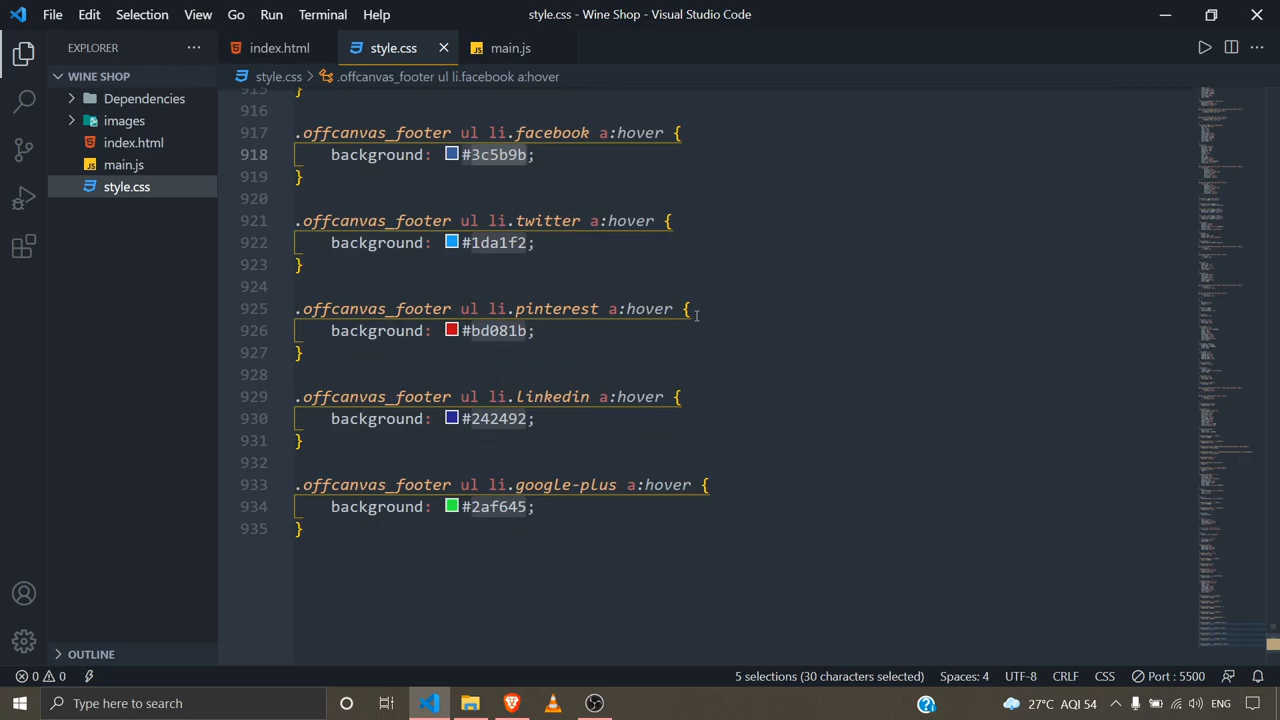 File Edit Selection View Go Run Terminal Help
style.css - Wine Shop - Visual Studio Code
EXPLORER
index.html
style.css
main.js
WINE SHOP
style.css > .offcanvas_footer ul li.facebook a:hover
Dependencies
images
index.html
main.js
style.css
915 }
916
917 .offcanvas_footer ul li.facebook a:hover {
918 background: #3c5b9b;
919 }
920
921 .offcanvas_footer ul li.twitter a:hover {
922 background: #1da1f2;
923 }
924
925 .offcanvas_footer ul li.pinterest a:hover {
926 background: #bd081b;
927 }
928
929 .offcanvas_footer ul li.linkedin a:hover {
930 background: #242492;
931 }
932
933 .offcanvas_footer ul li.google-plus a:hover {
934 background:
935 }
OUTLINE
0 0
5 selections (30 characters selected)
Spaces: 4
UTF-8
CRLF
CSS
Port : 5500
Type here to search
27°C AQI 54
ENG